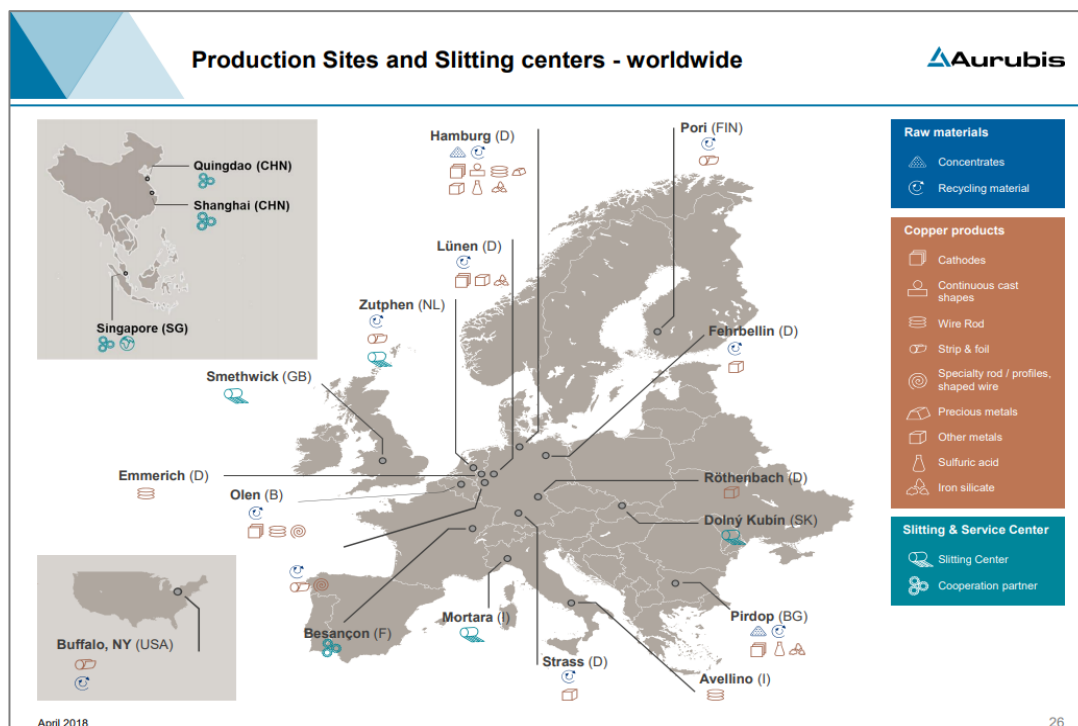 Production Sites and Slitting centers - worldwide
Aurubis
Quingdao (CHN)
Shanghai (CHN)
Singapore (SG)
Hamburg (D)
Pori (FIN)
Lünen (D)
Zutphen (NL)
Fehrbellin (D)
Smethwick (GB)
Emmerich (D)
Olen (B)
Röthenbach (D)
Dolný Kubín (SK)
Buffalo, NY (USA)
Besançon (F)
Mortara (I)
Pirdop (BG)
Strass (D)
Avellino (I)
Raw materials
Concentrates
Recycling material
Copper products
Cathodes
Continuous cast
shapes
Wire Rod
Strip & foil
Specialty rod / profiles,
shaped wire
Precious metals
Other metals
Sulfuric acid
Iron silicate
Slitting & Service Center
Slitting Center
Cooperation partner
April 2018
26